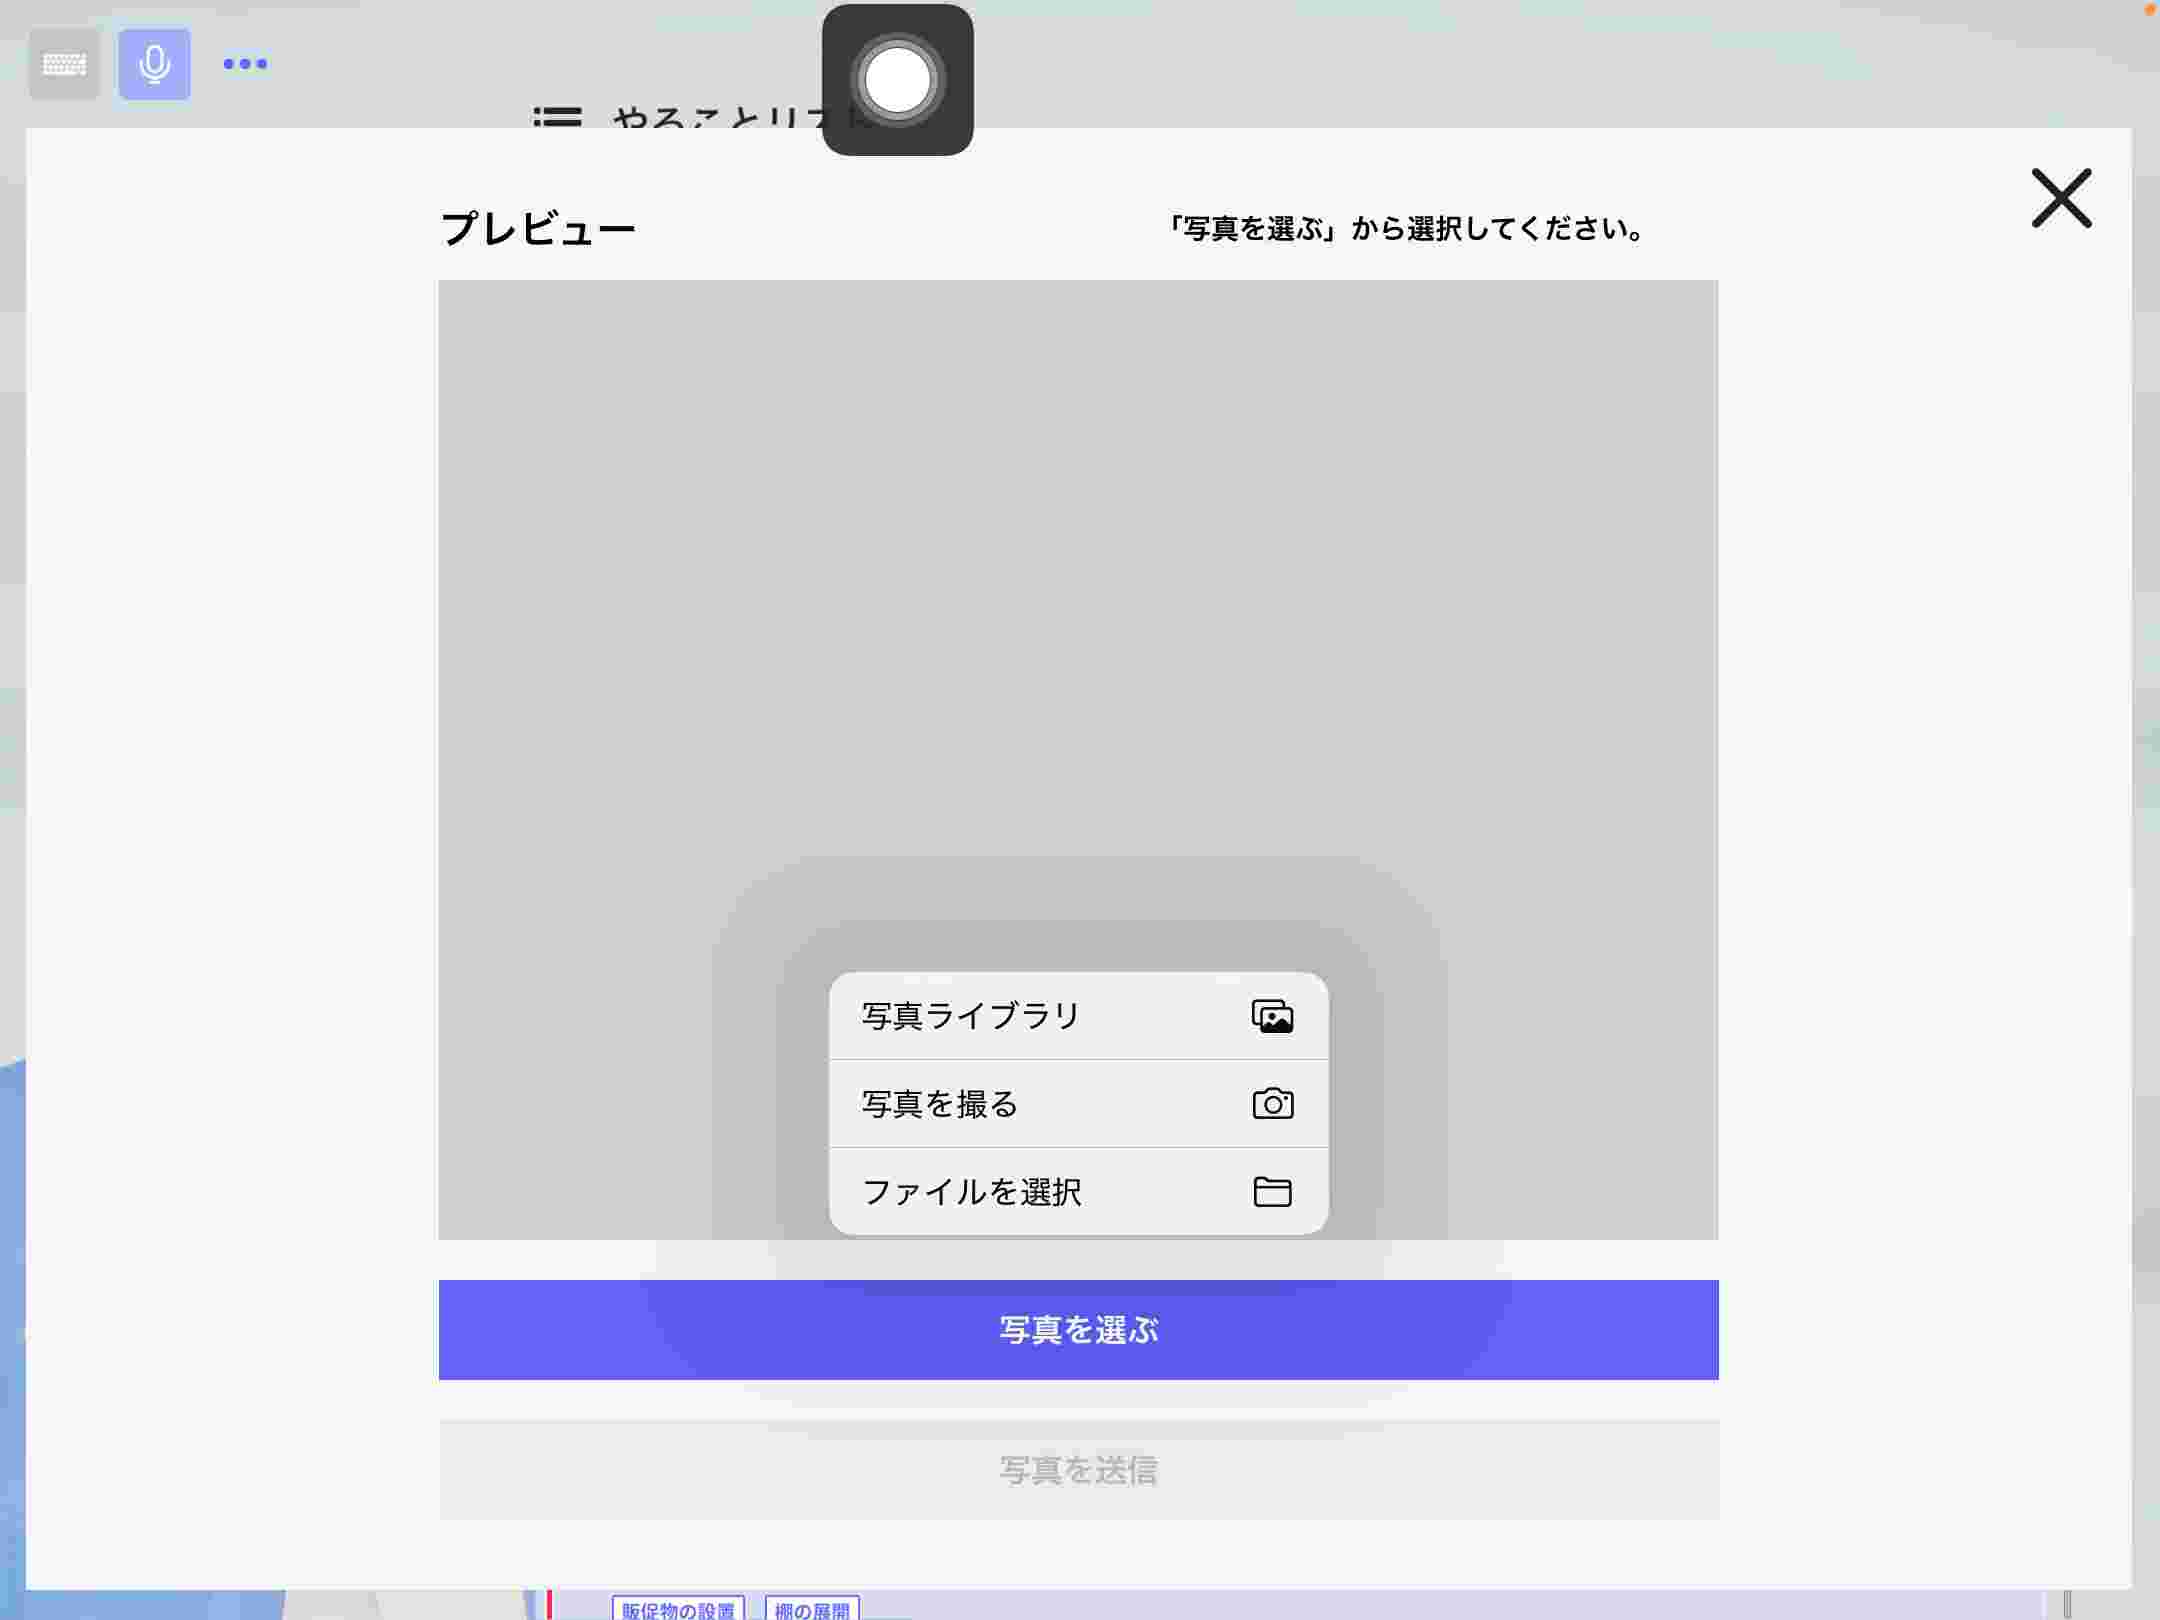 やることリスト
プレビュー
「写真を選ぶ」から選択してください。
写真ライブラリ
写真を撮る
ファイルを選択
写真を選ぶ
写真を送信
販促物の設置
棚の展開